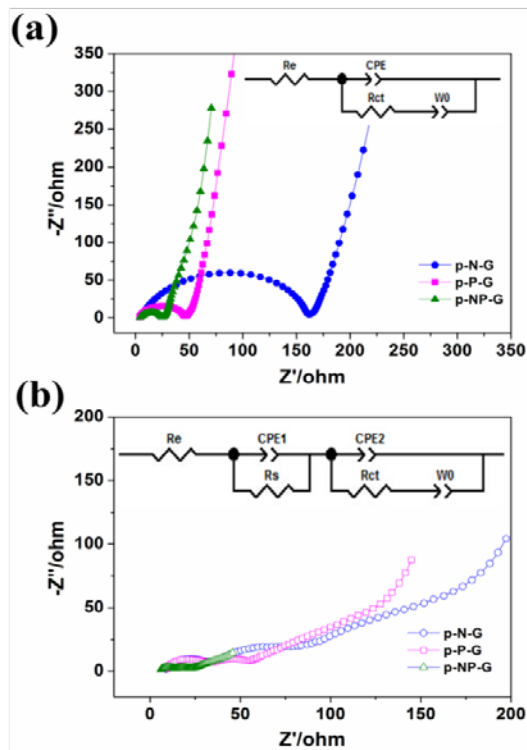 (a)
350
300
250
200
150
100
50
0
-Z''/ohm
Re
CPE
Rct
W0
p-N-G
p-P-G
p-NP-G
0 50 100 150 200 250 300 350
Z'/ohm
(b)
200
150
100
50
0
-Z''/ohm
Re
CPE1
CPE2
Rs
Rct
W0
p-N-G
p-P-G
p-NP-G
0 50 100 150 200
Z'/ohm